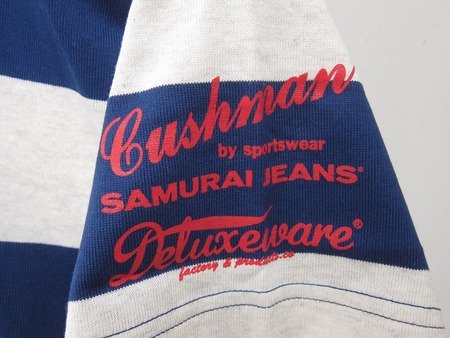 Cushman
by sportswear
SAMURAI JEANS®
Deluxeware®
factory & products.co